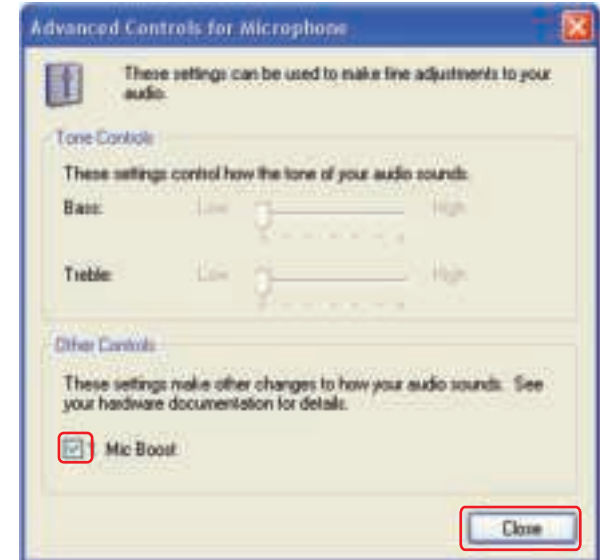 Advanced Controls for Microphone
These settings can be used to make fine adjustments to your
audio.
Tone Controls
These settings control how the tone of your audio sounds.
Bass: Low High
Treble: Low High
Other Controls
These settings make other changes to how your audio sounds. See
your hardware documentation for details.
1 Mic Boost
Close